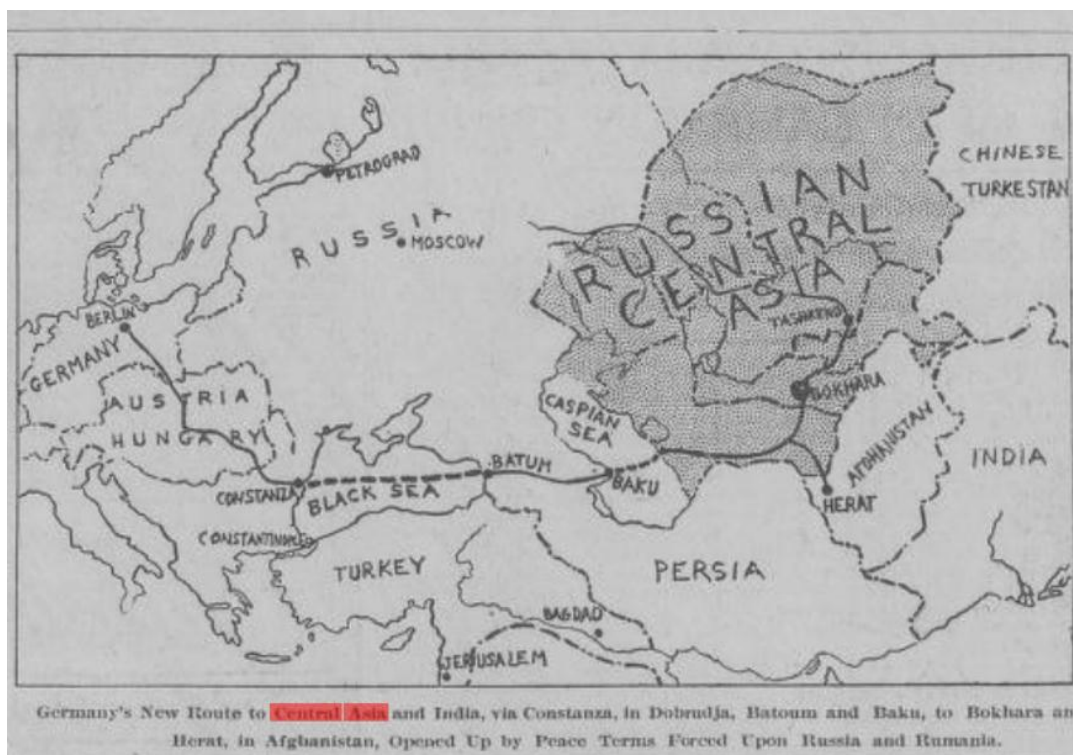 PETROGRAD
RUSSIA
MOSCOW
RUSSIAN
CENTRAL
ASIA
CHINESE
TURKESTAN
BERLIN
GERMANY
AUSTRIA
HUNGARY
TASHKEND
BOKHARA
CASPIAN
SEA
AFGHANISTAN
INDIA
BATUM
BAKU
HERAT
CONSTANZA
BLACK SEA
CONSTANTINOPLE
TURKEY
PERSIA
BAGDAD
JERUSALEM
Germany's New Route to Central Asia and India, via Constanza, in Dobrudja, Batoum and Baku, to Bokhara an
Herat, in Afghanistan, Opened Up by Peace Terms Forced Upon Russia and Rumania.